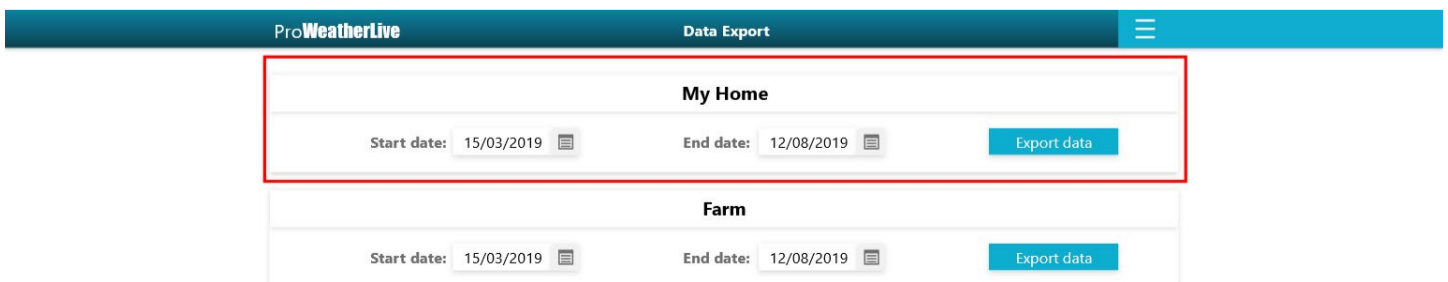 ProWeatherLive Data Export
My Home
Start date: 15/03/2019 End date: 12/08/2019 Export data
Farm
Start date: 15/03/2019 End date: 12/08/2019 Export data